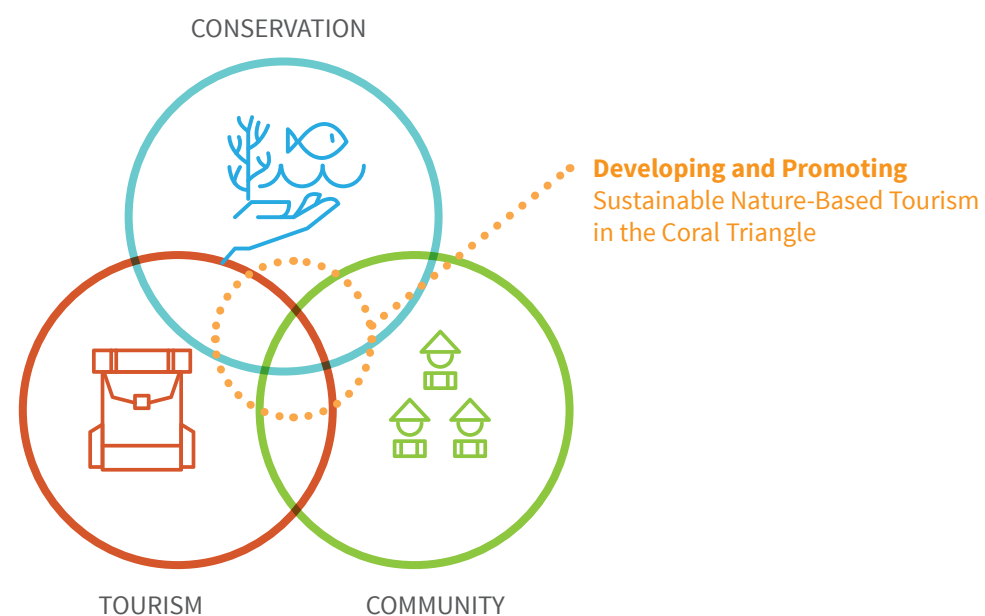 CONSERVATION
Developing and Promoting
Sustainable Nature-Based Tourism
in the Coral Triangle
TOURISM
COMMUNITY